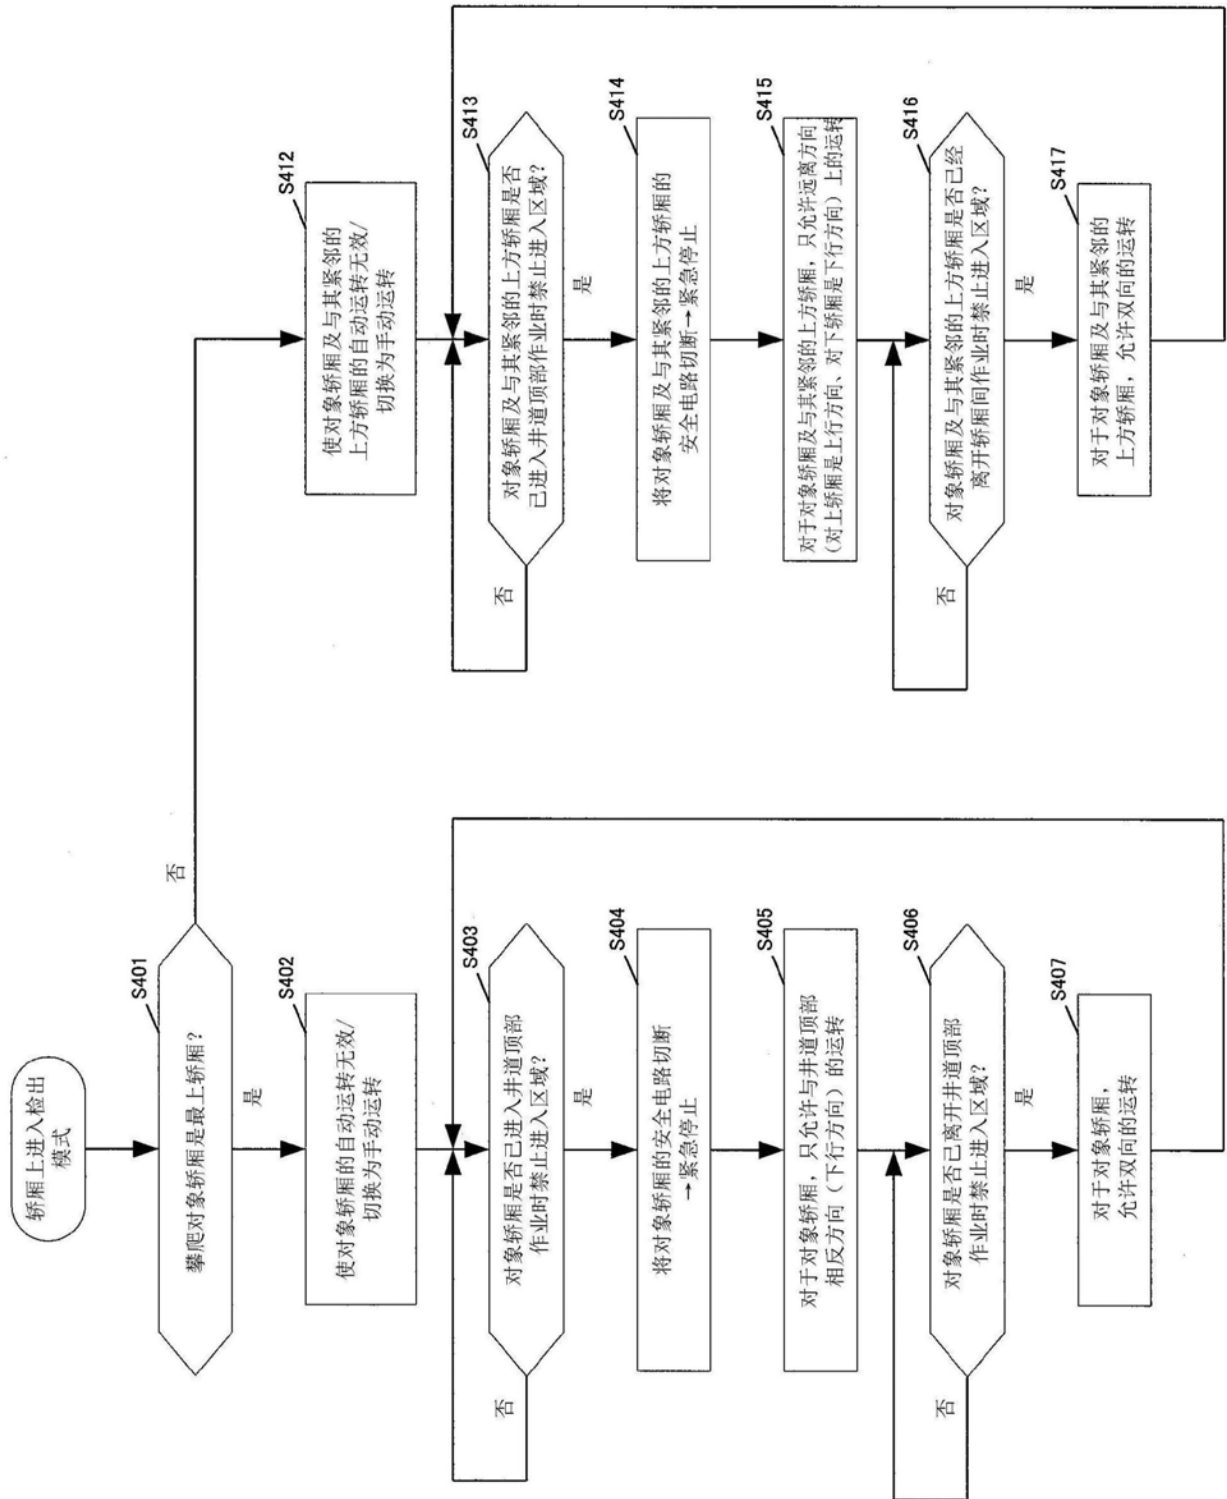 轿厢上进入检出
模式
S401
攀爬对象轿厢是最上轿厢？
是
否
S402
使对象轿厢的自动运转无效/
切换为手动运转
S403
对象轿厢是否已进入井道顶部
作业时禁止进入区域？
否
是
S404
将对象轿厢的安全电路切断
→紧急停止
S405
对于对象轿厢，只允许与井道顶部
相反方向（下行方向）的运转
S406
对象轿厢是否已离开井道顶部
作业时禁止进入区域？
否
是
S407
对于对象轿厢，
允许双向的运转
S412
使对象轿厢及与其紧邻的
上方轿厢的自动运转无效/
切换为手动运转
S413
对象轿厢及与其紧邻的上方轿厢是否
已进入井道顶部作业时禁止进入区域？
否
是
S414
将对象轿厢及与其紧邻的上方轿厢的
安全电路切断→紧急停止
S415
对于对象轿厢及与其紧邻的上方轿厢，只允许远离方向
（对上轿厢是上行方向、对下轿厢是下行方向）上的运转
S416
对象轿厢及与其紧邻的上方轿厢是否已经
离开轿厢间作业时禁止进入区域？
否
是
S417
对于对象轿厢及与其紧邻的
上方轿厢，允许双向的运转